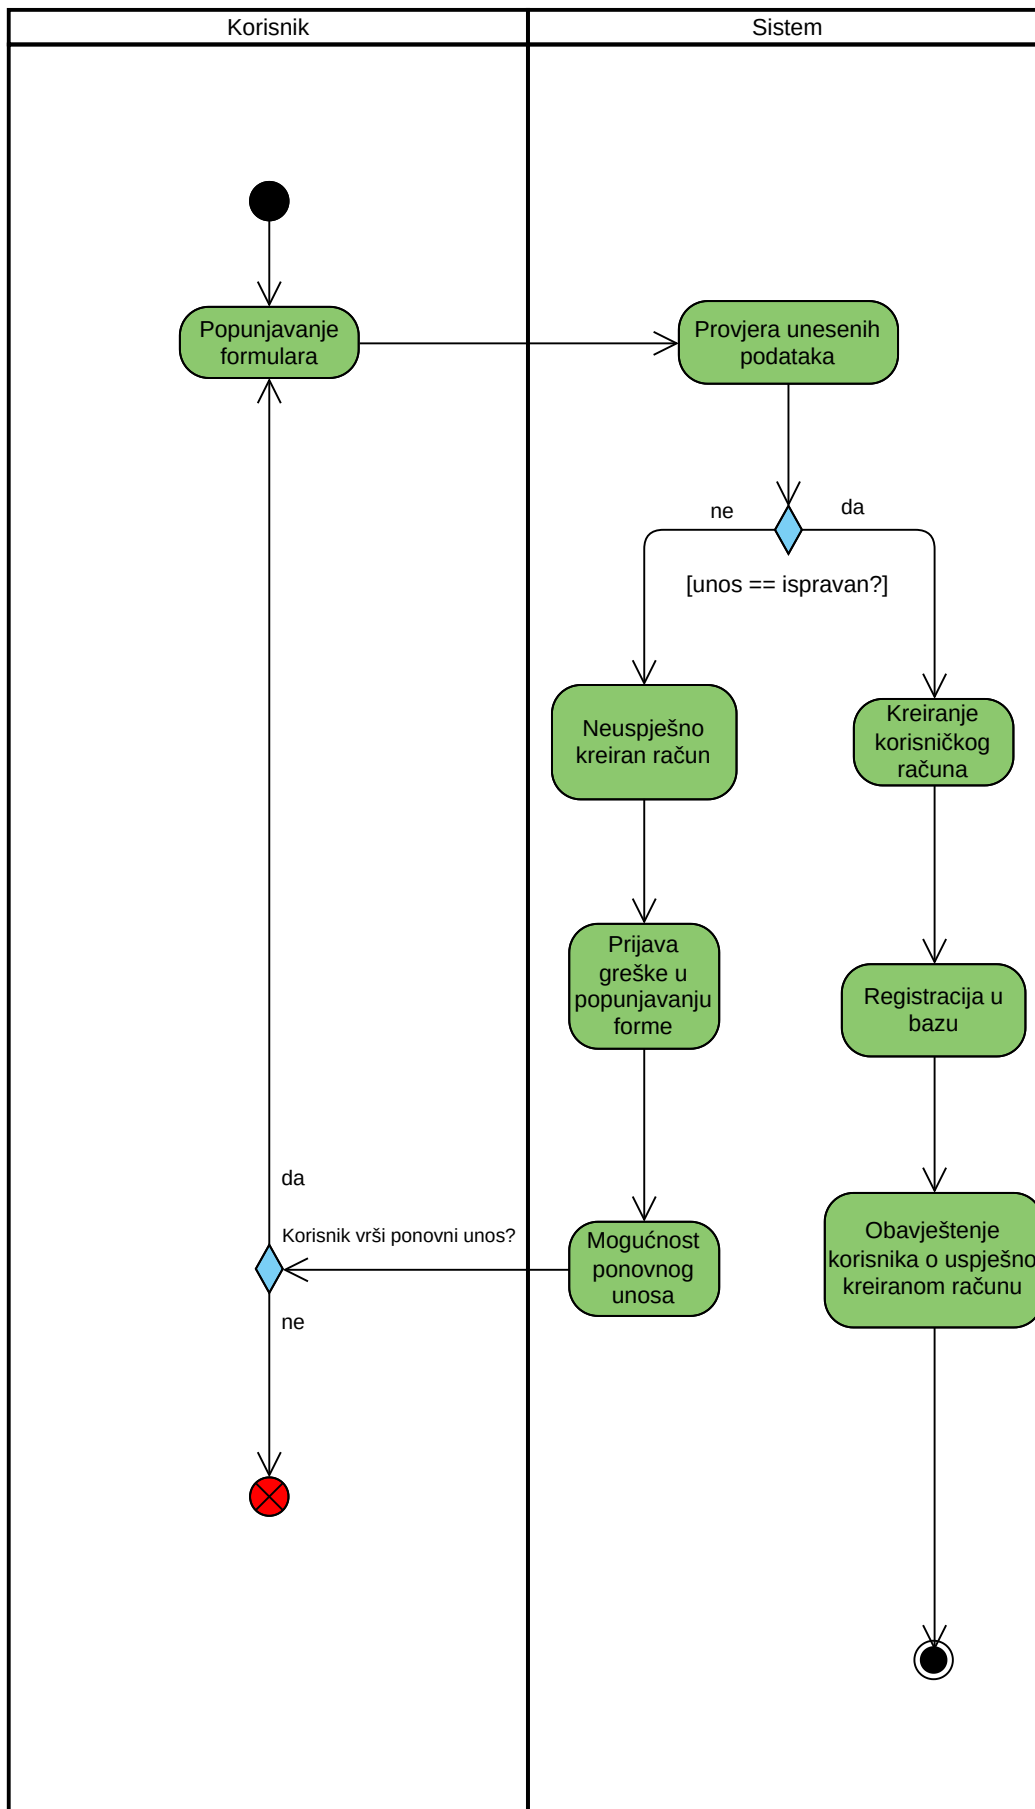 Korisnik
Sistem
Popunjavanje
formulara
Provjera unesenih
podataka
ne
da
[unos == ispravan?]
Neuspješno
kreiran račun
Kreiranje
korisničkog
računa
Prijava
greške u
popunjavanju
forme
Registracija u
bazu
da
Korisnik vrši ponovni unos?
ne
Mogućnost
ponovnog
unosa
Obavještenje
korisnika o uspješno
kreiranom računu